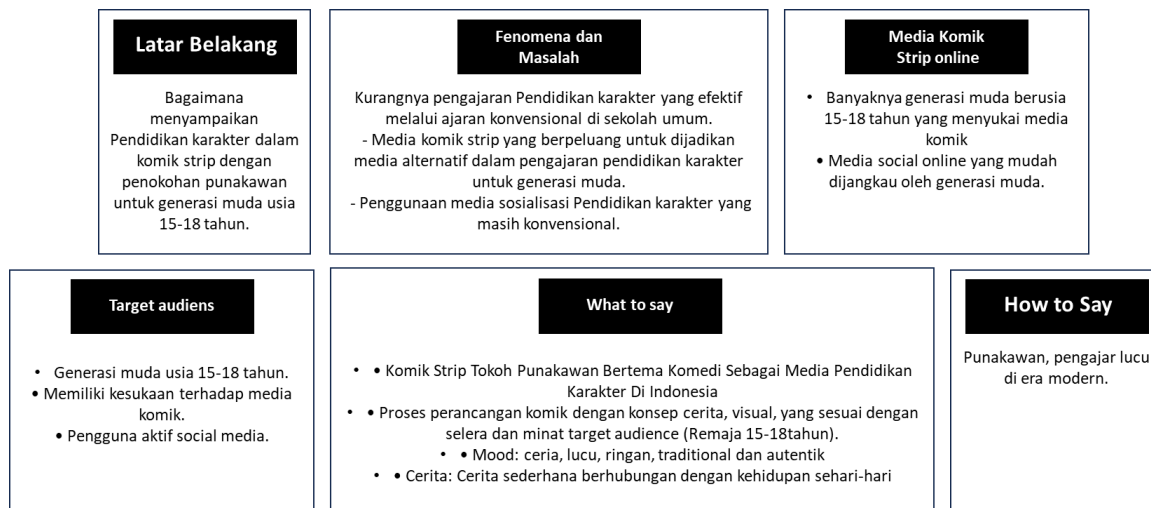 Latar Belakang
Bagaimana
menyampaikan
Pendidikan karakter dalam
komik strip dengan
penokohan punakawan
untuk generasi muda usia
15-18 tahun.
Fenomena dan
Masalah
Kurangnya pengajaran Pendidikan karakter yang efektif
melalui ajaran konvensional di sekolah umum.
- Media komik strip yang berpeluang untuk dijadikan
media alternatif dalam pengajaran pendidikan karakter
untuk generasi muda.
- Penggunaan media sosialisasi Pendidikan karakter yang
masih konvensional.
Media Komik
Strip online
• Banyaknya generasi muda berusia
15-18 tahun yang menyukai media
komik
• Media social online yang mudah
dijangkau oleh generasi muda.
Target audiens
• Generasi muda usia 15-18 tahun.
• Memiliki kesukaan terhadap media
komik.
• Pengguna aktif social media.
What to say
• • Komik Strip Tokoh Punakawan Bertema Komedi Sebagai Media Pendidikan
Karakter Di Indonesia
• • Proses perancangan komik dengan konsep cerita, visual, yang sesuai dengan
selera dan minat target audience (Remaja 15-18tahun).
• • Mood: ceria, lucu, ringan, traditional dan autentik
• • Cerita: Cerita sederhana berhubungan dengan kehidupan sehari-hari
How to Say
Punakawan, pengajar lucu
di era modern.